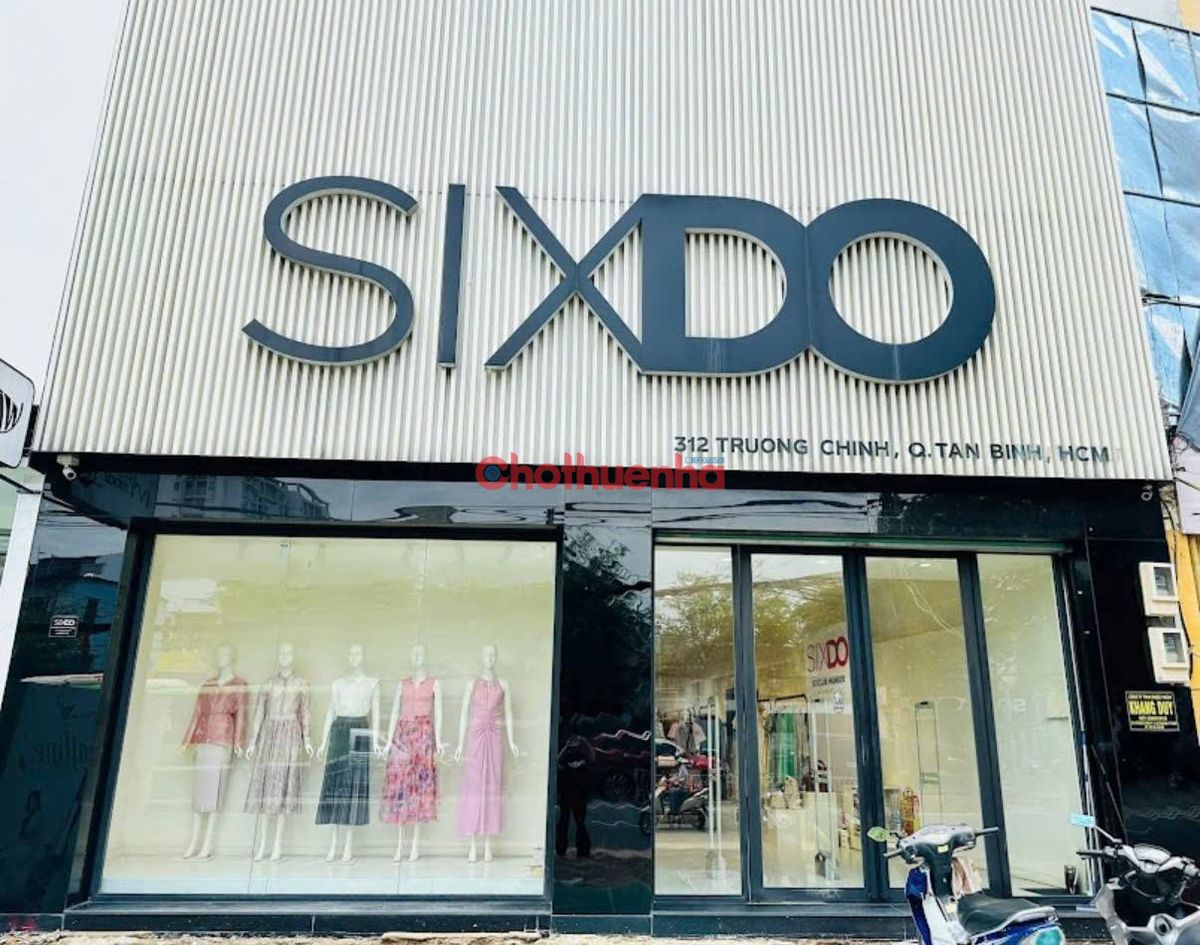 SIXDO
312 TRUONG CHINH, Q.TAN BINH, HCM
Chothuenha
SIXDO
SIXDO
KHANG DUY